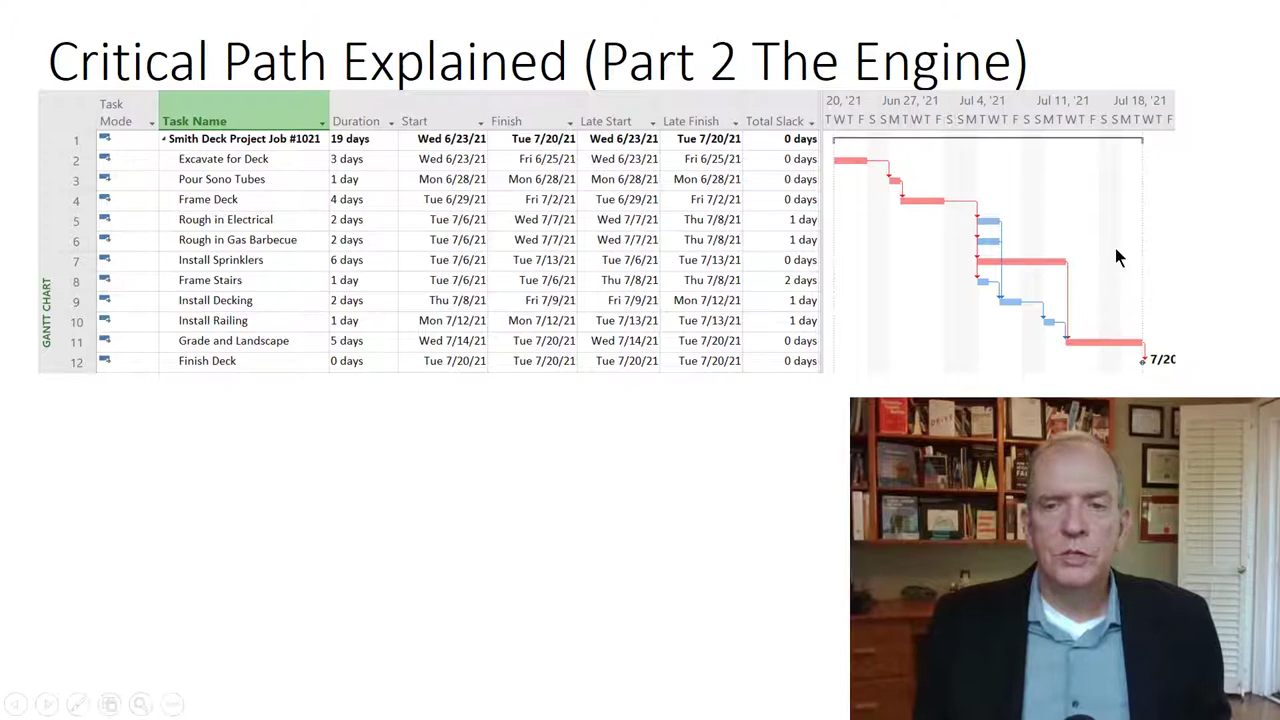 Critical Path Explained (Part 2 The Engine)
Task Mode Task Name Duration Start Finish Late Start Late Finish Total Slack 20, '21 Jun 27, '21 Jul 4, '21 Jul 11, '21 Jul 18, '21
T W T F S S M T W T F S S M T W T F S S M T W T F S S M T W T F
1 Smith Deck Project Job #1021 19 days Wed 6/23/21 Tue 7/20/21 Wed 6/23/21 Tue 7/20/21 0 days
2 Excavate for Deck 3 days Wed 6/23/21 Fri 6/25/21 Wed 6/23/21 Fri 6/25/21 0 days
3 Pour Sono Tubes 1 day Mon 6/28/21 Mon 6/28/21 Mon 6/28/21 Mon 6/28/21 0 days
4 Frame Deck 4 days Tue 6/29/21 Fri 7/2/21 Tue 6/29/21 Fri 7/2/21 0 days
5 Rough in Electrical 2 days Tue 7/6/21 Wed 7/7/21 Wed 7/7/21 Thu 7/8/21 1 day
6 Rough in Gas Barbecue 2 days Tue 7/6/21 Wed 7/7/21 Wed 7/7/21 Thu 7/8/21 1 day
7 Install Sprinklers 6 days Tue 7/6/21 Tue 7/13/21 Tue 7/6/21 Tue 7/13/21 0 days
8 Frame Stairs 1 day Tue 7/6/21 Tue 7/6/21 Thu 7/8/21 Thu 7/8/21 2 days
9 Install Decking 2 days Thu 7/8/21 Fri 7/9/21 Fri 7/9/21 Mon 7/12/21 1 day
10 Install Railing 1 day Mon 7/12/21 Mon 7/12/21 Tue 7/13/21 Tue 7/13/21 1 day
11 Grade and Landscape 5 days Wed 7/14/21 Tue 7/20/21 Wed 7/14/21 Tue 7/20/21 0 days
12 Finish Deck 0 days Tue 7/20/21 Tue 7/20/21 Tue 7/20/21 Tue 7/20/21 0 days 7/20
GANTT CHART